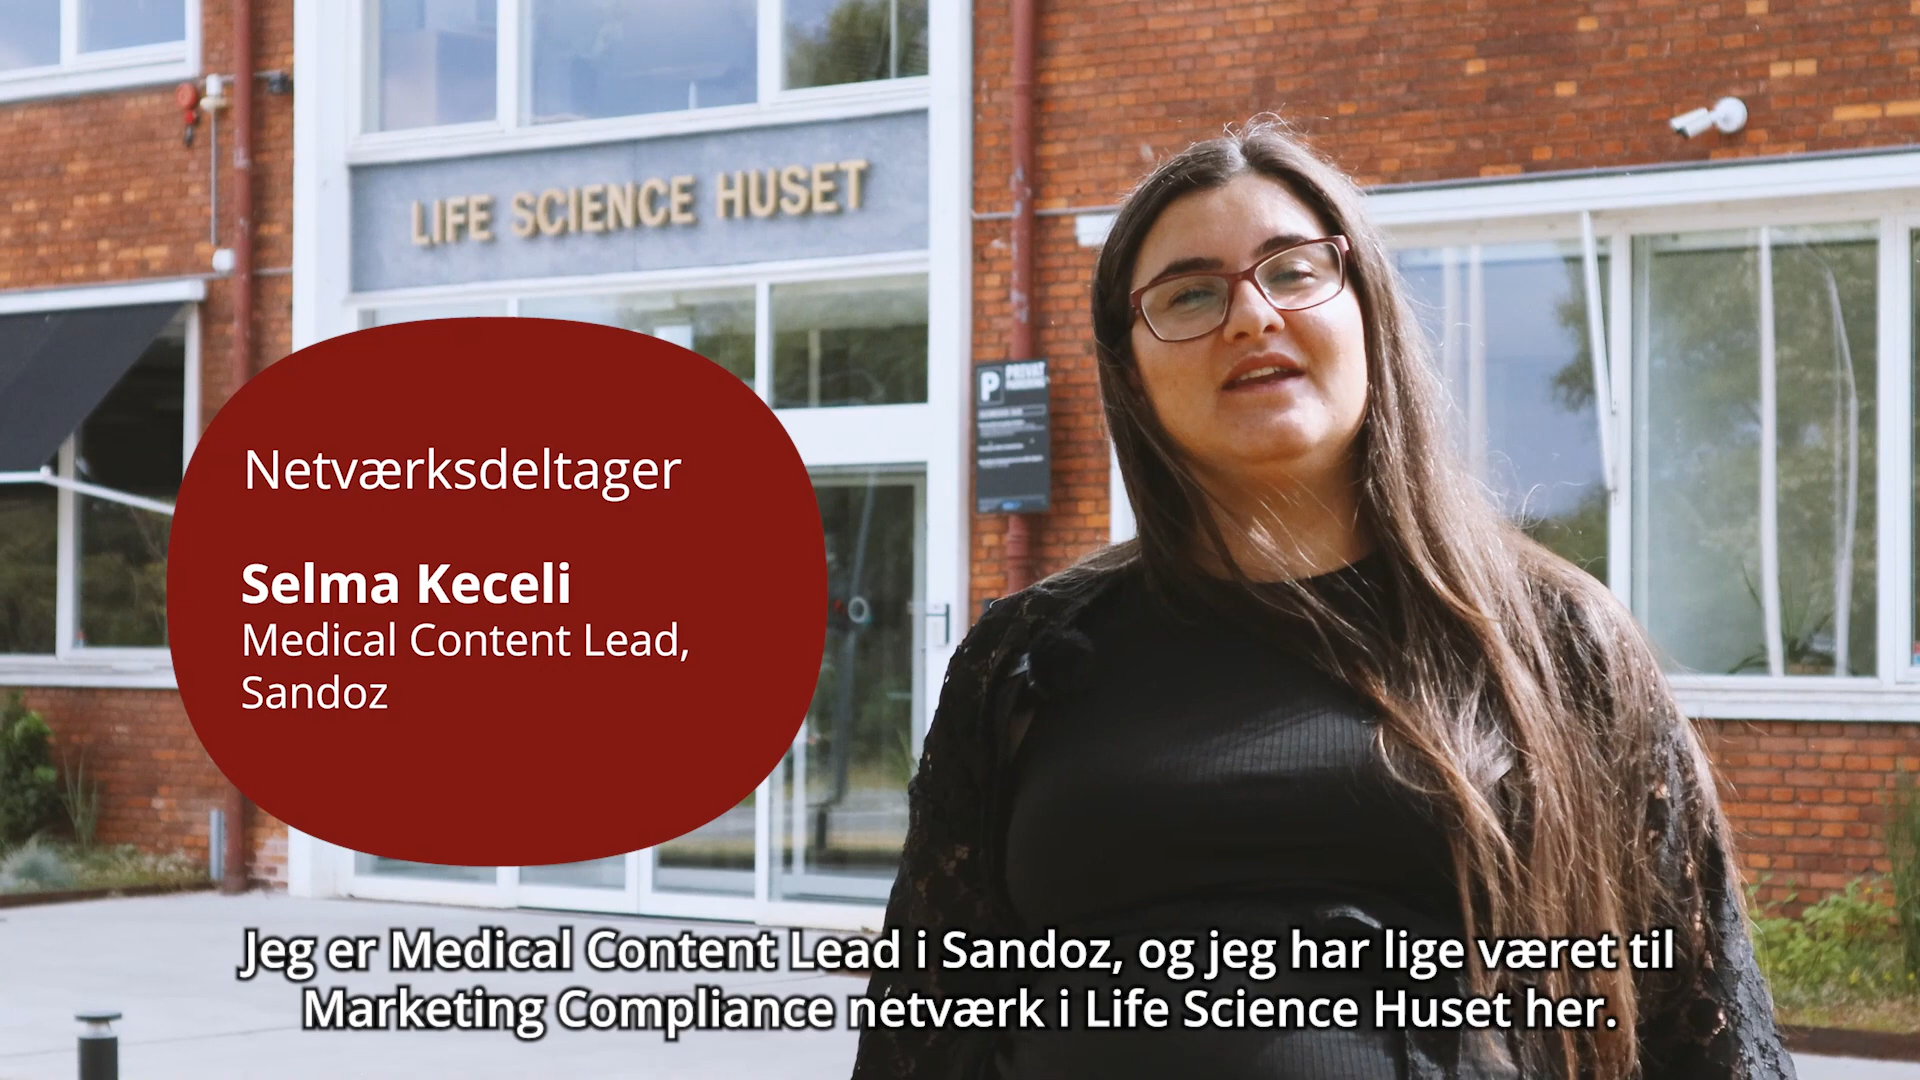 LIFE SCIENCE HUSET
P PRIVAT
Netværksdeltager
Selma Keceli
Medical Content Lead,
Sandoz
Jeg er Medical Content Lead i Sandoz, og jeg har lige været til
Marketing Compliance netværk i Life Science Huset her.